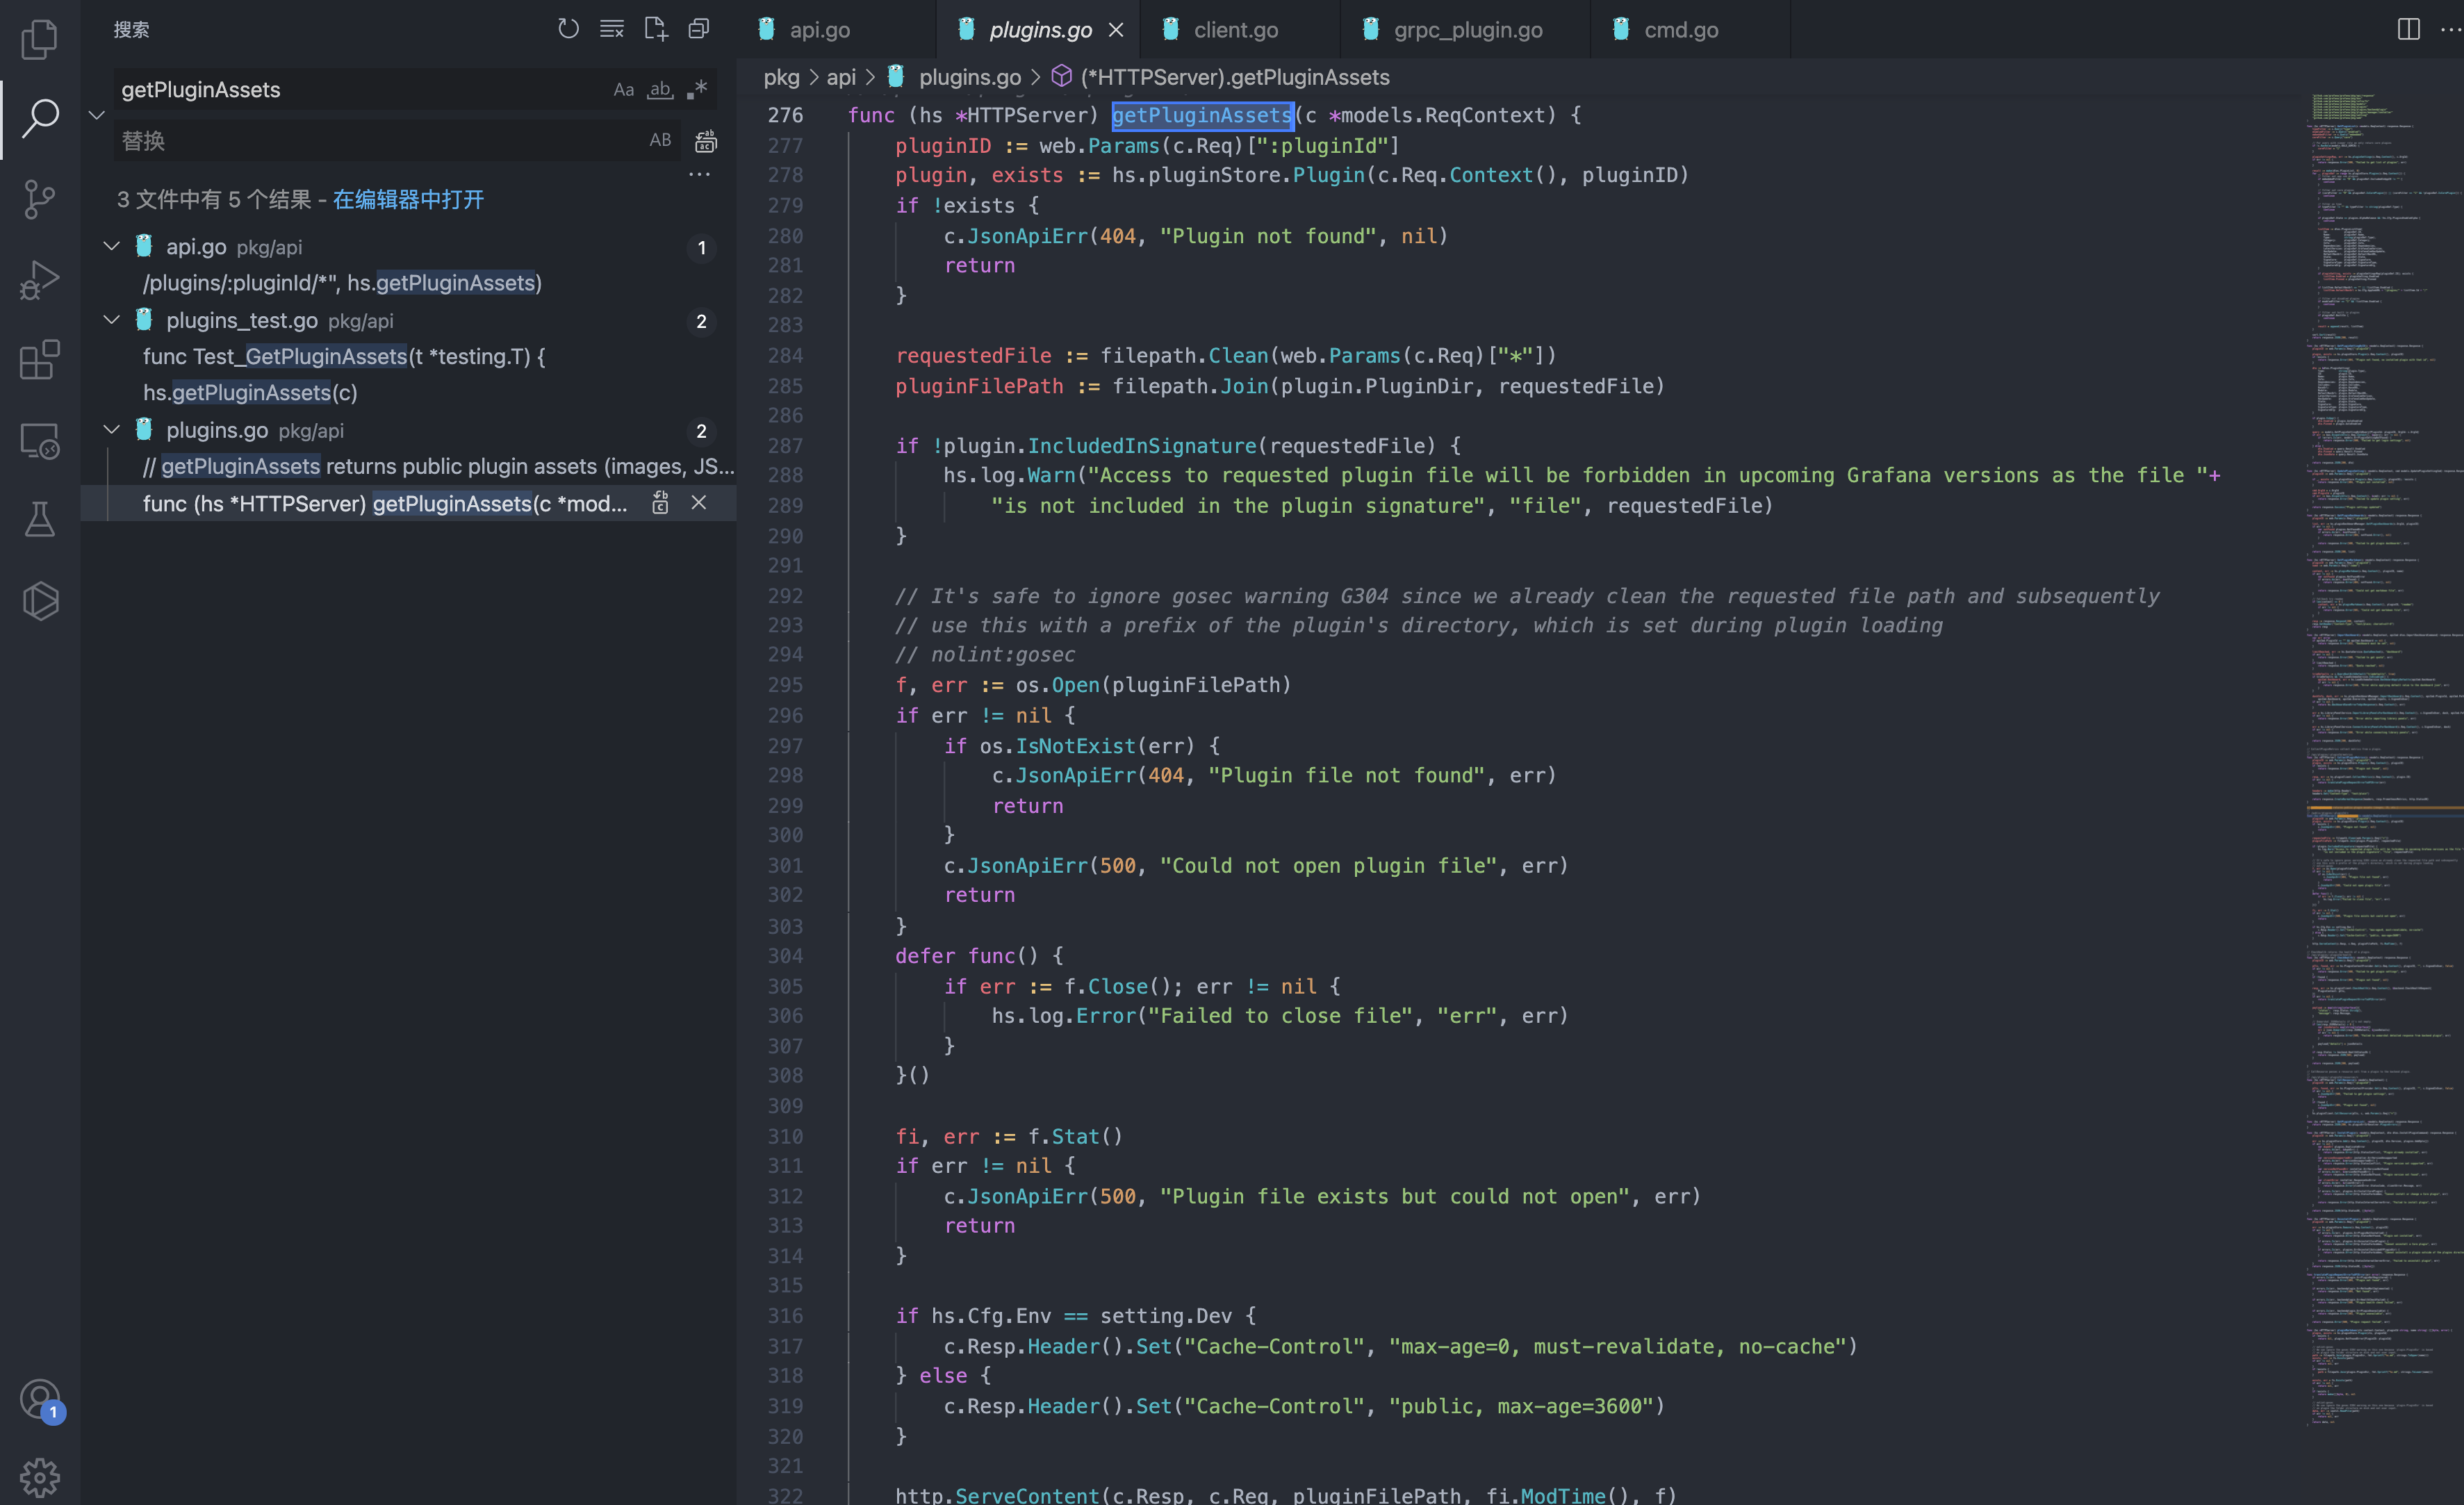 搜索
getPluginAssets
Aa ab .*
替换
AB
3 文件中有 5 个结果 - 在编辑器中打开
api.go pkg/api 1
/plugins/:pluginId/*", hs.getPluginAssets)
plugins_test.go pkg/api 2
func Test_GetPluginAssets(t *testing.T) {
hs.getPluginAssets(c)
plugins.go pkg/api 2
// getPluginAssets returns public plugin assets (images, JS...
func (hs *HTTPServer) getPluginAssets(c *mod...
1
api.go plugins.go client.go grpc_plugin.go cmd.go
pkg > api > plugins.go > (*HTTPServer).getPluginAssets
276 func (hs *HTTPServer) getPluginAssets(c *models.ReqContext) {
277 pluginID := web.Params(c.Req)[":pluginId"]
278 plugin, exists := hs.pluginStore.Plugin(c.Req.Context(), pluginID)
279 if !exists {
280 c.JsonApiErr(404, "Plugin not found", nil)
281 return
282 }
283
284 requestedFile := filepath.Clean(web.Params(c.Req)["*"])
285 pluginFilePath := filepath.Join(plugin.PluginDir, requestedFile)
286
287 if !plugin.IncludedInSignature(requestedFile) {
288 hs.log.Warn("Access to requested plugin file will be forbidden in upcoming Grafana versions as the file "+
289 "is not included in the plugin signature", "file", requestedFile)
290 }
291
292 // It's safe to ignore gosec warning G304 since we already clean the requested file path and subsequently
293 // use this with a prefix of the plugin's directory, which is set during plugin loading
294 // nolint:gosec
295 f, err := os.Open(pluginFilePath)
296 if err != nil {
297 if os.IsNotExist(err) {
298 c.JsonApiErr(404, "Plugin file not found", err)
299 return
300 }
301 c.JsonApiErr(500, "Could not open plugin file", err)
302 return
303 }
304 defer func() {
305 if err := f.Close(); err != nil {
306 hs.log.Error("Failed to close file", "err", err)
307 }
308 }()
309
310 fi, err := f.Stat()
311 if err != nil {
312 c.JsonApiErr(500, "Plugin file exists but could not open", err)
313 return
314 }
315
316 if hs.Cfg.Env == setting.Dev {
317 c.Resp.Header().Set("Cache-Control", "max-age=0, must-revalidate, no-cache")
318 } else {
319 c.Resp.Header().Set("Cache-Control", "public, max-age=3600")
320 }
321
322 http.ServeContent(c.Resp, c.Req, pluginFilePath, fi.ModTime(), f)